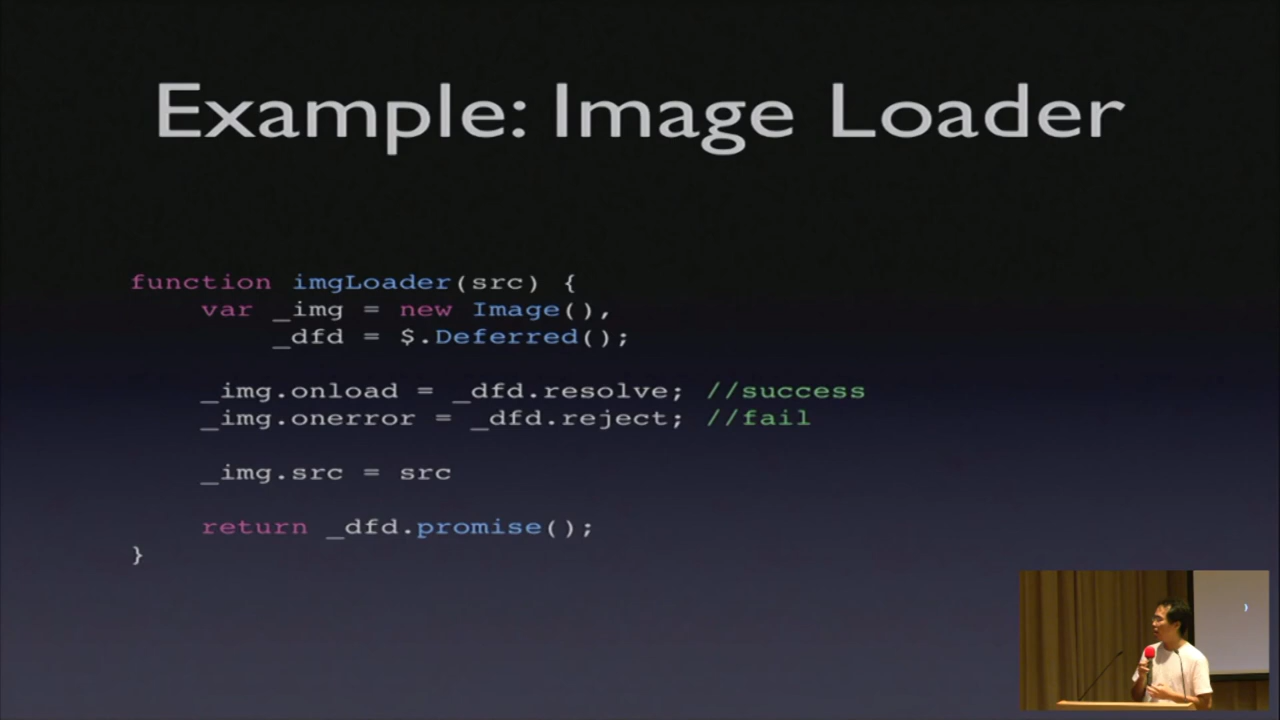 Example: Image Loader
function imgLoader(src) {
    var _img = new Image(),
        _dfd = $.Deferred();
    _img.onload = _dfd.resolve; //success
    _img.onerror = _dfd.reject; //fail
    _img.src = src
    return _dfd.promise();
}